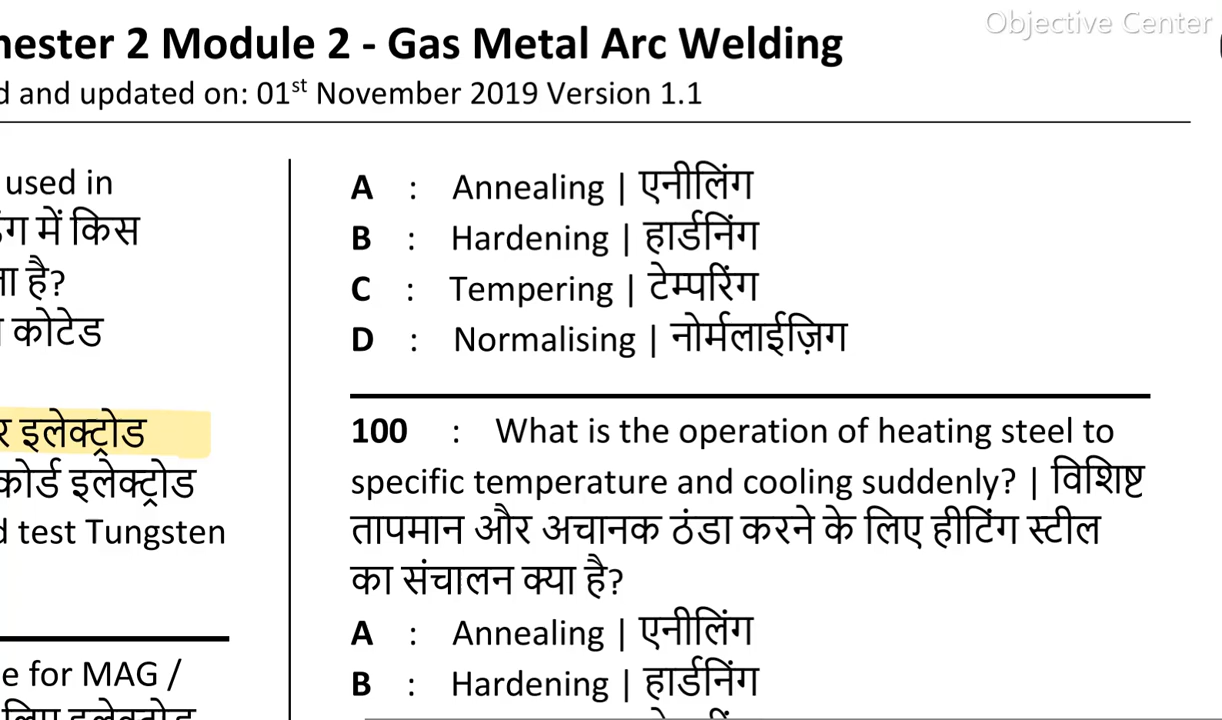 Objective Center
nester 2 Module 2 - Gas Metal Arc Welding
d and updated on: 01st November 2019 Version 1.1
used in
में किस
है?
कोटेड
इलेक्ट्रोड
कोर्ड इलेक्ट्रोड
d test Tungsten
e for MAG /
A : Annealing | एनीलिंग
B : Hardening | हार्डनिंग
C : Tempering | टेम्परिंग
D : Normalising | नोर्मलाईज़िग
100 : What is the operation of heating steel to
specific temperature and cooling suddenly? | विशिष्ट
तापमान और अचानक ठंडा करने के लिए हीटिंग स्टील
का संचालन क्या है?
A : Annealing | एनीलिंग
B : Hardening | हार्डनिंग